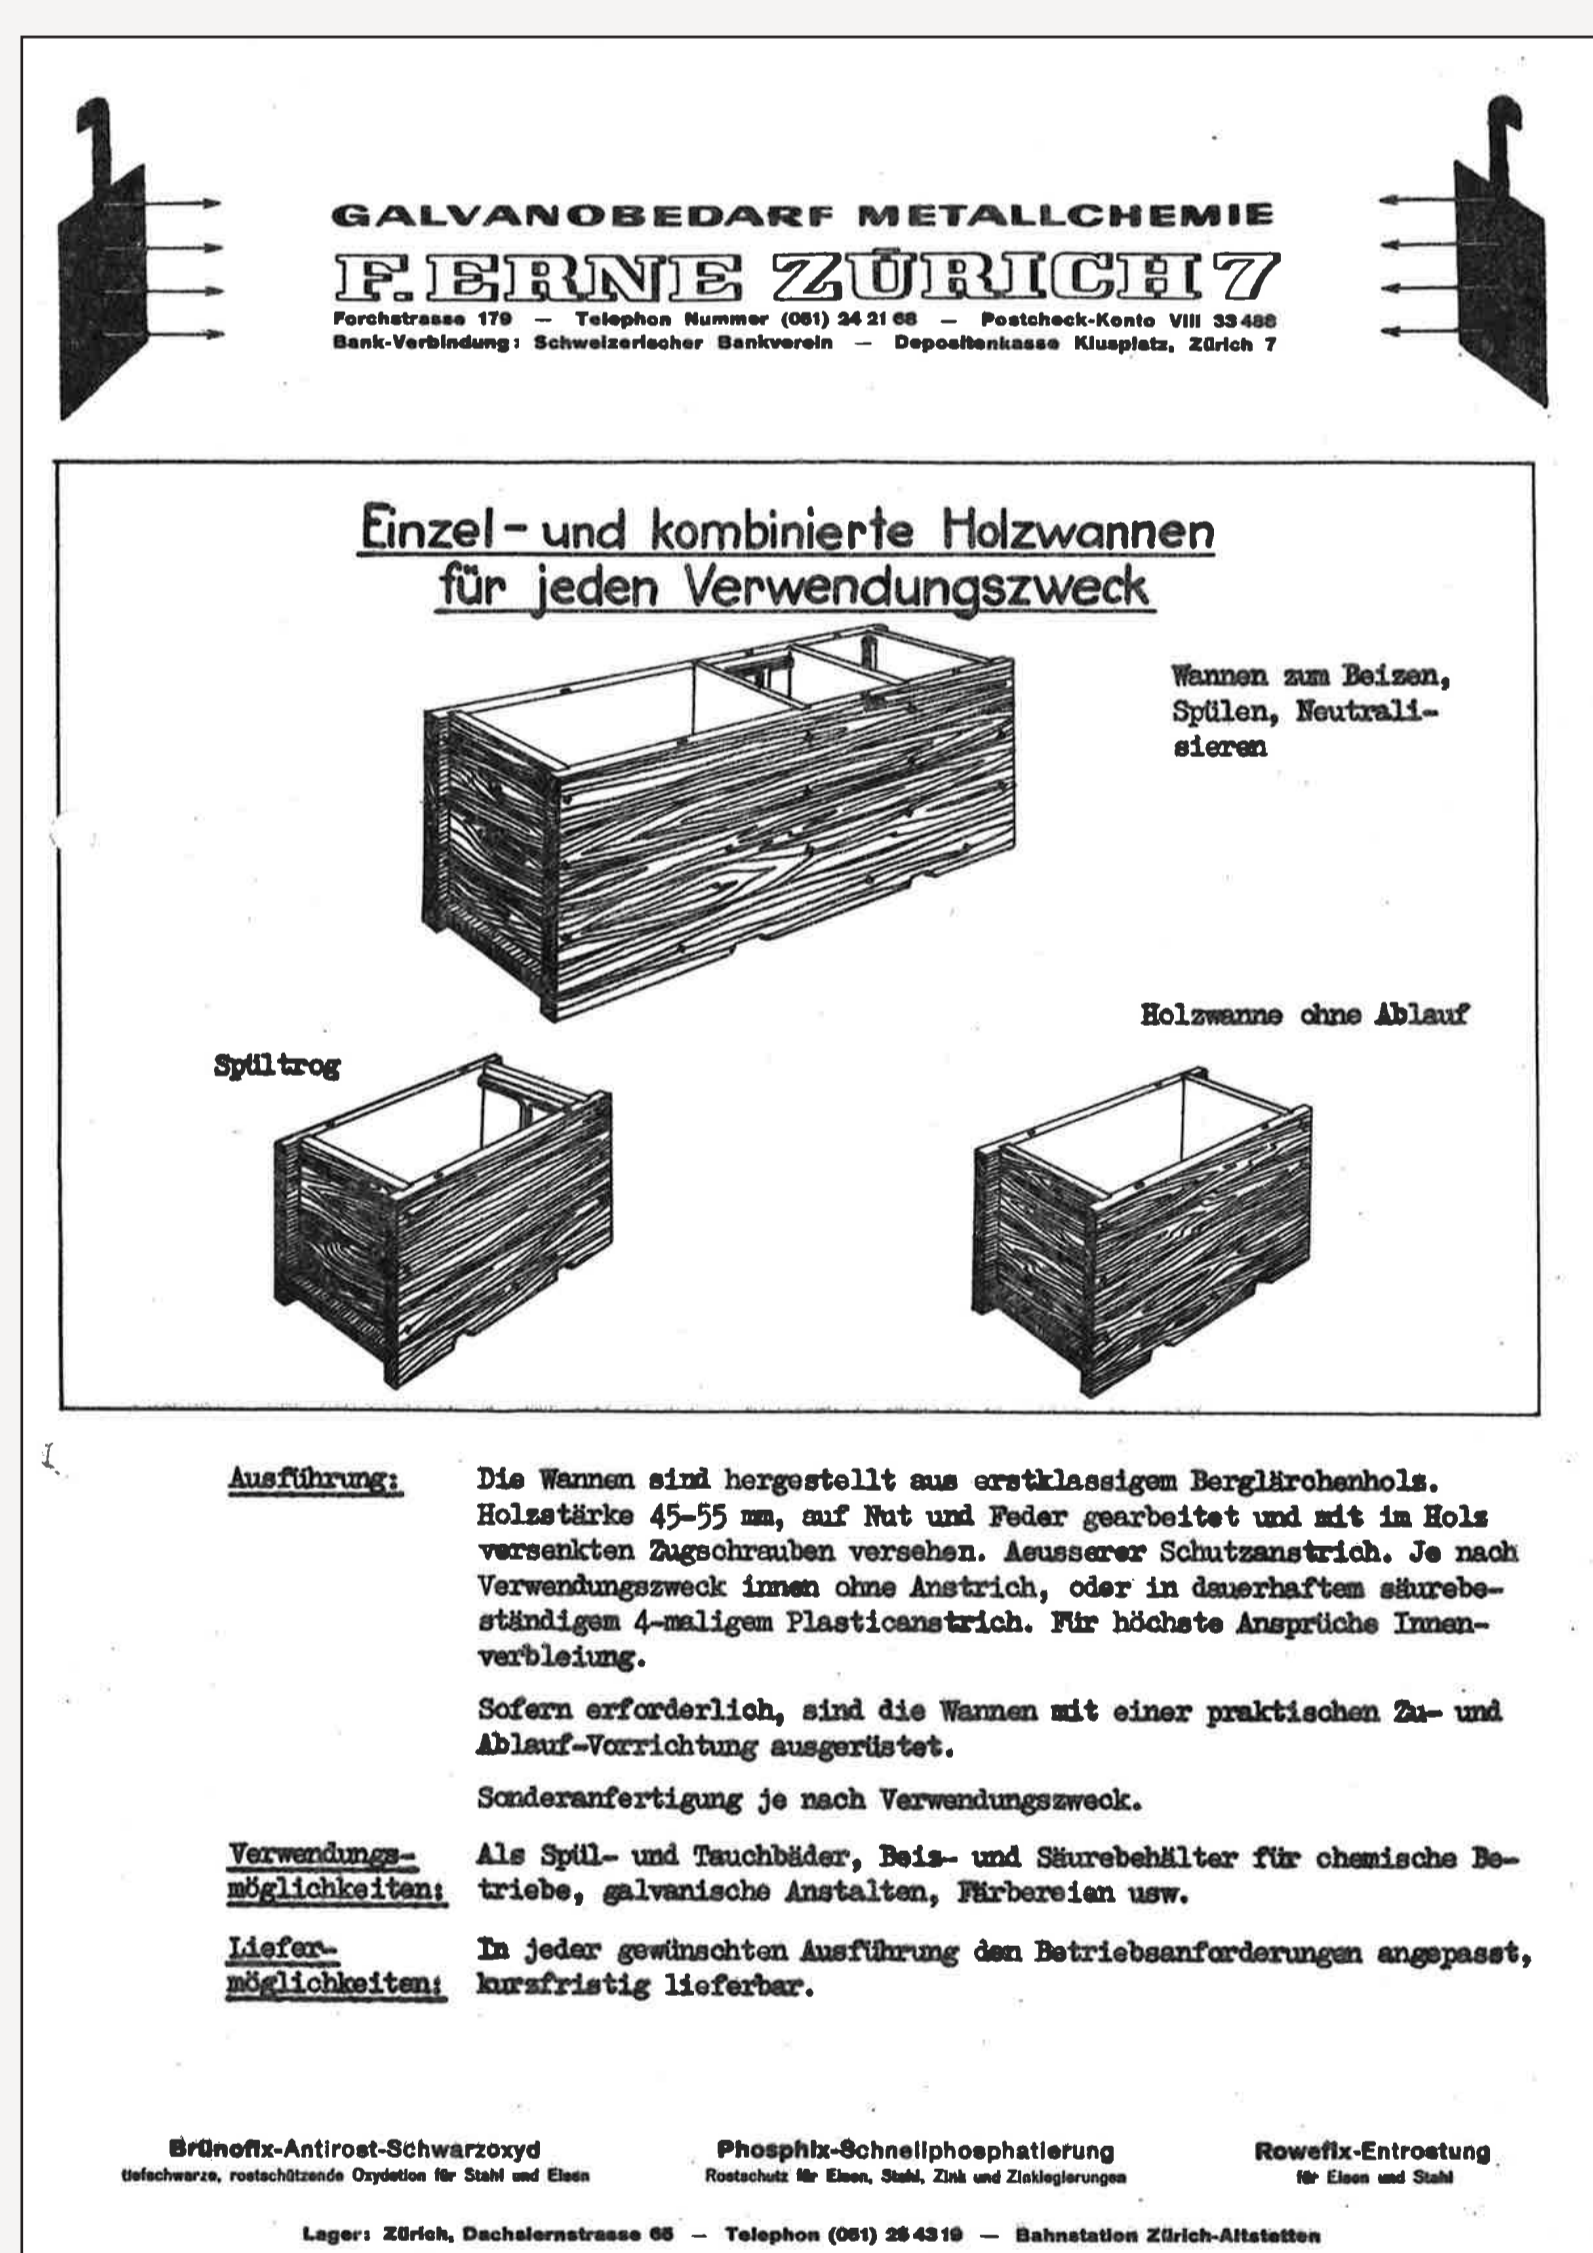 GALVANOBEDARF METALLCHEMIE
F. ERNE ZÜRICH 7
Forchstrasse 179 — Telephon Nummer (051) 24 21 68 — Postcheck-Konto VIII 33 488
Bank-Verbindung: Schweizerischer Bankverein — Depositenkasse Klusplatz, Zürich 7
Einzel- und kombinierte Holzwannen
für jeden Verwendungszweck
Wannen zum Beizen,
Spülen, Neutrali-
sieren
Holzwanne ohne Ablauf
Spültrog
Ausführung: Die Wannen sind hergestellt aus erstklassigem Berglärchenholz.
Holzstärke 45-55 mm, auf Nut und Feder gearbeitet und mit im Holz
versenkten Zugschrauben versehen. Aeusserer Schutzanstrich. Je nach
Verwendungszweck innen ohne Anstrich, oder in dauerhaftem säurebe-
ständigem 4-maligem Plasticanstrich. Für höchste Ansprüche Innen-
verbleiung.
Sofern erforderlich, sind die Wannen mit einer praktischen Zu- und
Ablauf-Vorrichtung ausgerüstet.
Sonderanfertigung je nach Verwendungszweck.
Verwendungs- Als Spül- und Tauchbäder, Beiz- und Säurebehälter für chemische Be-
möglichkeiten: triebe, galvanische Anstalten, Färbereien usw.
Liefer- In jeder gewünschten Ausführung den Betriebsanforderungen angepasst,
möglichkeiten: kurzfristig lieferbar.
Brünofix-Antirost-Schwarzoxyd Phosphix-Schnellphosphatierung Rowefix-Entrostung
tiefschwarze, rostschützende Oxydation für Stahl und Eisen Rostschutz für Eisen, Stahl, Zink und Zinklegierungen für Eisen und Stahl
Lager: Zürich, Dachslernstrasse — Telephon (051) — Bahnstation Zürich-Altstetten